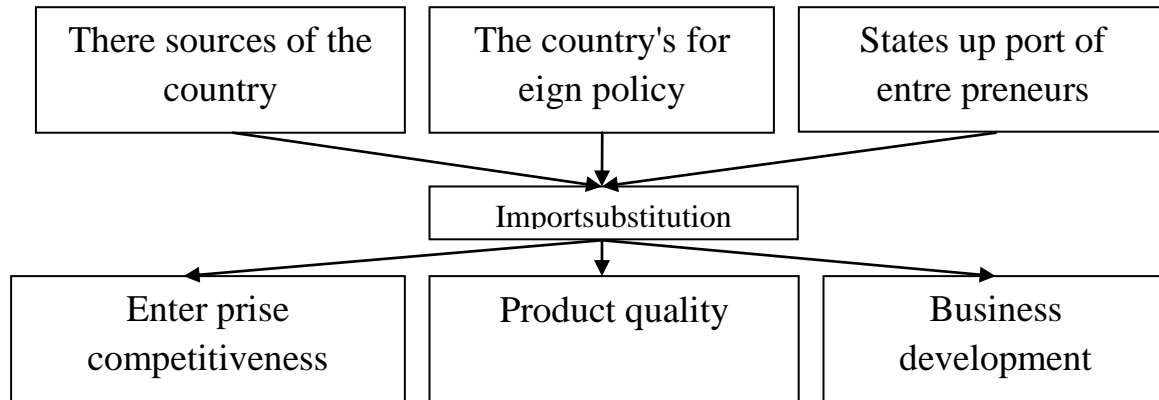 There sources of the
country
The country's for
eign policy
States up port of
entre preneurs
Importsubstitution
Enter prise
competitiveness
Product quality
Business
development